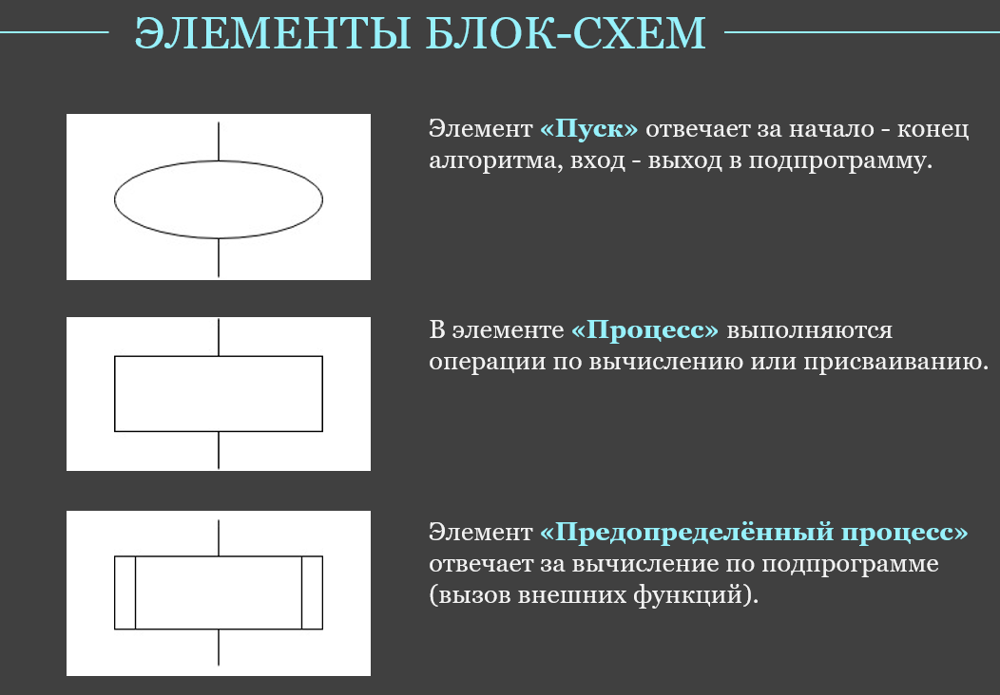 ЭЛЕМЕНТЫ БЛОК-СХЕМ
Элемент «Пуск» отвечает за начало - конец
алгоритма, вход - выход в подпрограмму.
В элементе «Процесс» выполняются
операции по вычислению или присваиванию.
Элемент «Предопределённый процесс»
отвечает за вычисление по подпрограмме
(вызов внешних функций).